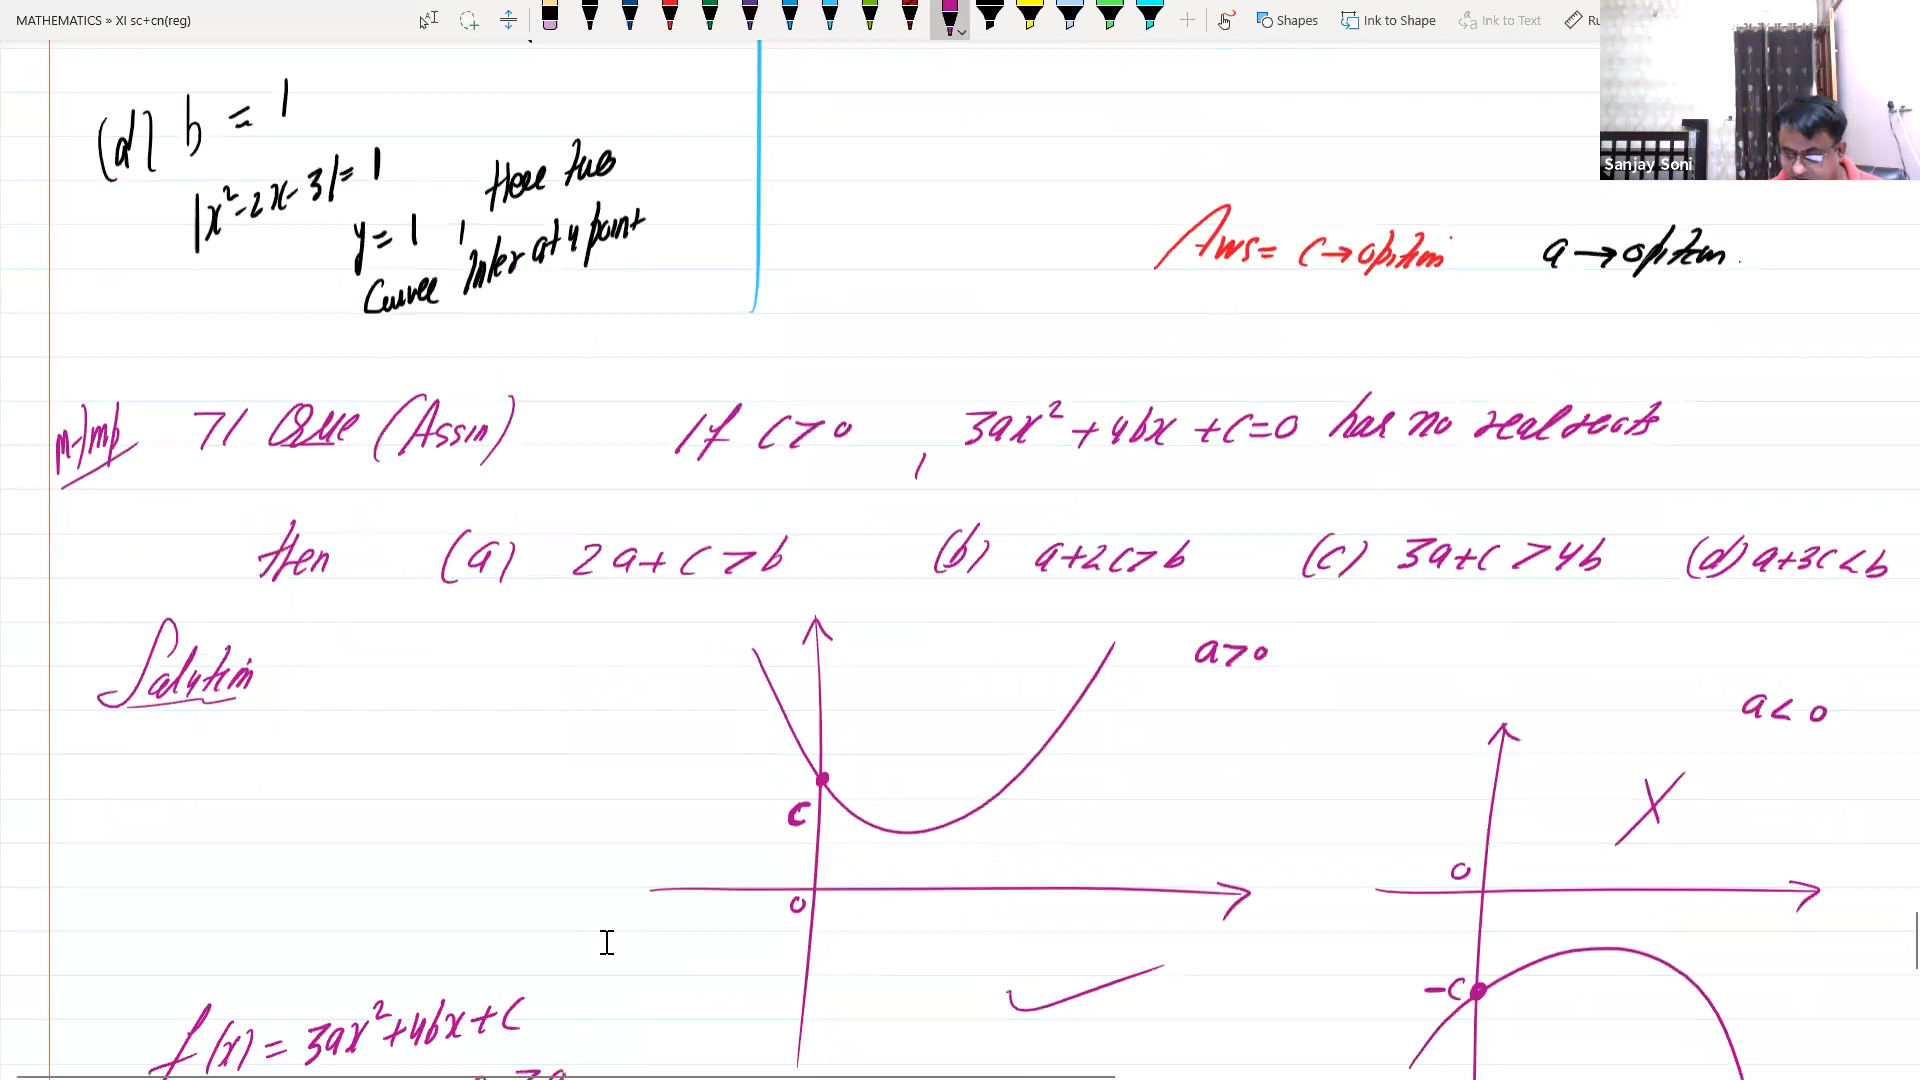 MATHEMATICS » XI sc+cn(reg)
Shapes Ink to Shape Ink to Text Ru
Sanjay Soni
(d) b = 1
|x²-2x-3|= 1
y= 1 , Here two
Curve Inter at 4 point
Ans= C→option a→option.
m-Imp 71 Que (Assin) If C>0 , 3ax²+4bx+C=0 has no real roots
then (a) 2a+C>b (b) a+2C>b (c) 3a+C>4b (d) a+3C<b
Solution
a>0
a<0
C
0
0
-C
f(x) = 3ax²+4bx+C